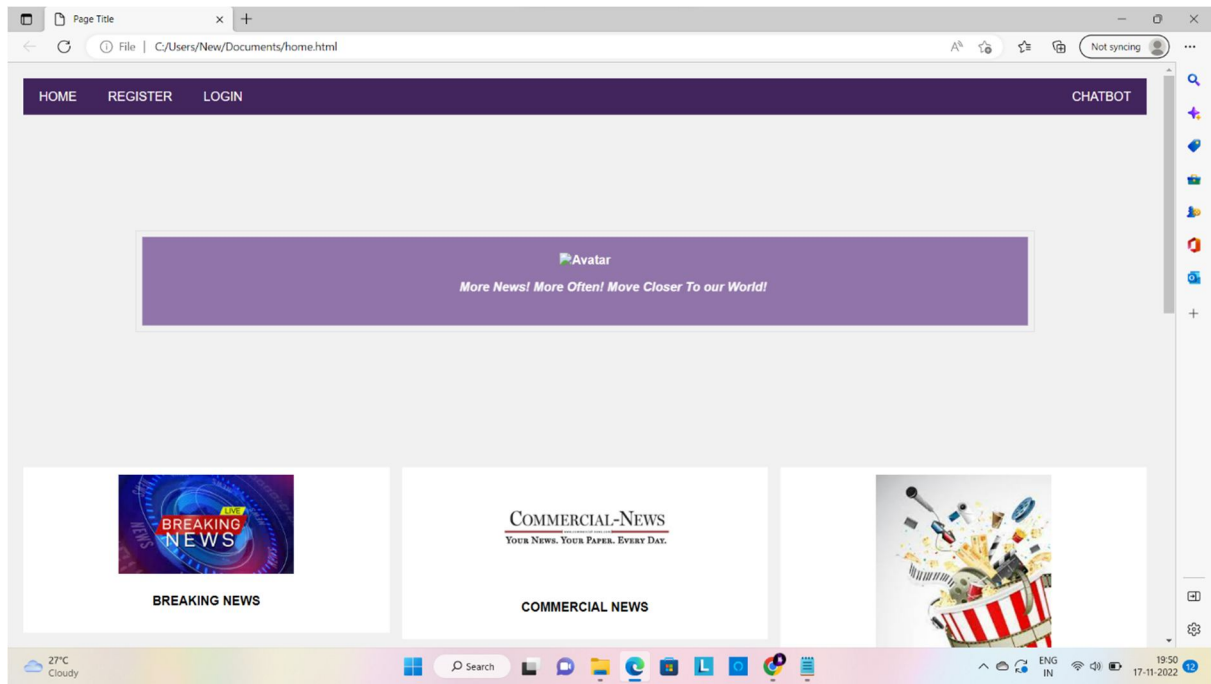 Page Title
File | C:/Users/New/Documents/home.html
Not syncing
HOME REGISTER LOGIN CHATBOT
Avatar
More News! More Often! Move Closer To our World!
LIVE
BREAKING
NEWS
BREAKING NEWS
COMMERCIAL-NEWS
YOUR NEWS. YOUR PAPER. EVERY DAY.
COMMERCIAL NEWS
27°C
Cloudy
Search
ENG
IN
19:50
17-11-2022
12